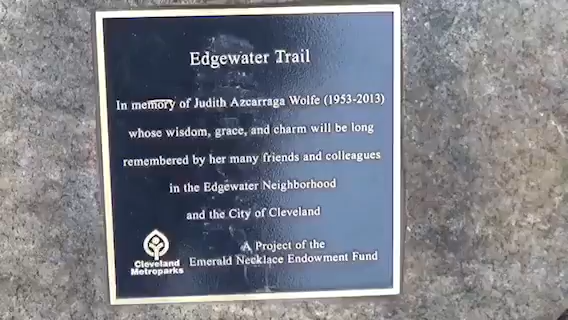 Edgewater Trail
In memory of Judith Azcarraga Wolfe (1953-2013)
whose wisdom, grace, and charm will be long
remembered by her many friends and colleagues
in the Edgewater Neighborhood
and the City of Cleveland
A Project of the
Emerald Necklace Endowment Fund
Cleveland
Metroparks